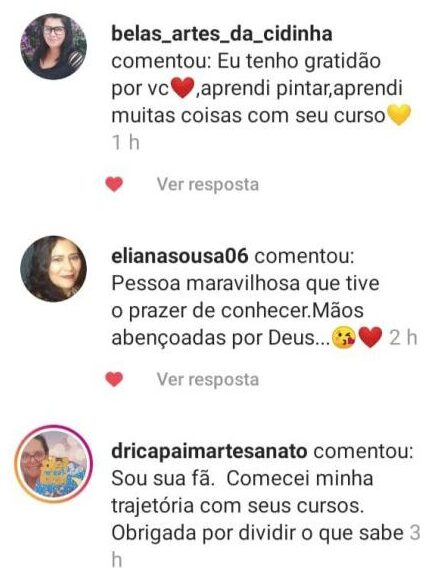 belas_artes_da_cidinha
comentou: Eu tenho gratidão
por vc❤️,aprendi pintar,aprendi
muitas coisas com seu curso💛
1 h
Ver resposta
elianasousa06 comentou:
Pessoa maravilhosa que tive
o prazer de conhecer.Mãos
abençoadas por Deus...😘❤️ 2 h
Ver resposta
dricapaimartesanato comentou:
Sou sua fã.  Comecei minha
trajetória com seus cursos.
Obrigada por dividir o que sabe 3
h